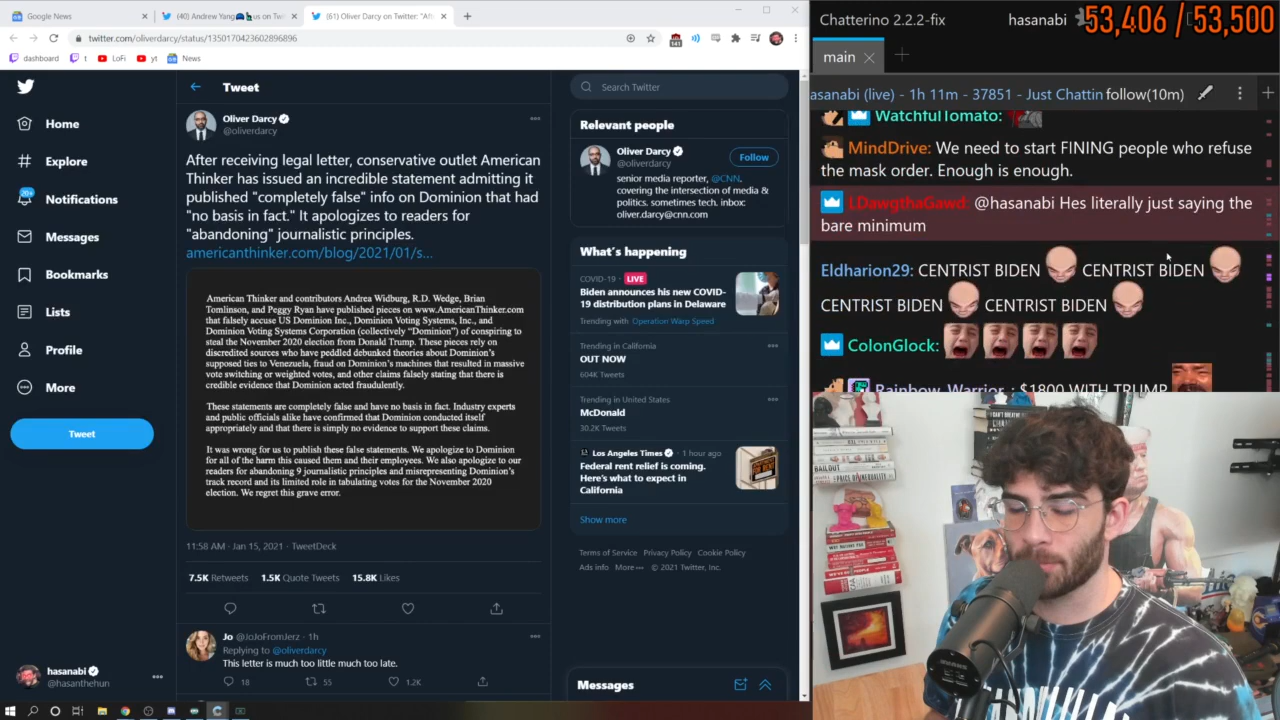 Google News
(40) Andrew Yang us on Twi
(61) Oliver Darcy on Twitter: "Aft
twitter.com/oliverdarcy/status/1350170423602896896
141
dashboard
t
LoFi
yt
News
Home
Explore
20+
Notifications
Messages
Bookmarks
Lists
Profile
More
Tweet
hasanabi
@hasanthehun
Tweet
Oliver Darcy
@oliverdarcy
After receiving legal letter, conservative outlet American
Thinker has issued an incredible statement admitting it
published "completely false" info on Dominion that had
"no basis in fact." It apologizes to readers for
"abandoning" journalistic principles.
americanthinker.com/blog/2021/01/s...
American Thinker and contributors Andrea Widburg, R.D. Wedge, Brian
Tomlinson, and Peggy Ryan have published pieces on www.AmericanThinker.com
that falsely accuse US Dominion Inc., Dominion Voting Systems, Inc., and
Dominion Voting Systems Corporation (collectively "Dominion") of conspiring to
steal the November 2020 election from Donald Trump. These pieces rely on
discredited sources who have peddled debunked theories about Dominion's
supposed ties to Venezuela, fraud on Dominion's machines that resulted in massive
vote switching or weighted votes, and other claims falsely stating that there is
credible evidence that Dominion acted fraudulently.
These statements are completely false and have no basis in fact. Industry experts
and public officials alike have confirmed that Dominion conducted itself
appropriately and that there is simply no evidence to support these claims.
It was wrong for us to publish these false statements. We apologize to Dominion
for all of the harm this caused them and their employees. We also apologize to our
readers for abandoning 9 journalistic principles and misrepresenting Dominion's
track record and its limited role in tabulating votes for the November 2020
election. We regret this grave error.
11:58 AM · Jan 15, 2021 · TweetDeck
7.5K Retweets 1.5K Quote Tweets 15.8K Likes
Jo @JoJoFromJerz · 1h
Replying to @oliverdarcy
This letter is much too little much too late.
18
55
1.2K
Search Twitter
Relevant people
Oliver Darcy
@oliverdarcy
Follow
senior media reporter, @CNN.
covering the intersection of media &
politics. sometimes tech. inbox:
oliver.darcy@cnn.com
What's happening
COVID-19 · LIVE
Biden announces his new COVID-
19 distribution plans in Delaware
Trending with Operation Warp Speed
Trending in California
OUT NOW
604K Tweets
Trending in United States
McDonald
30.2K Tweets
Los Angeles Times · 1 hour ago
Federal rent relief is coming.
Here's what to expect in
California
Show more
Terms of Service Privacy Policy Cookie Policy
Ads info More © 2021 Twitter, Inc.
Messages
Chatterino 2.2.2-fix
hasanabi
53,406 / 53,500
main
asanabi (live) - 1h 11m - 37851 - Just Chattin follow(10m)
WatchfulTomato:
MindDrive: We need to start FINING people who refuse
the mask order. Enough is enough.
LDawgthaGawd: @hasanabi Hes literally just saying the
bare minimum
Eldharion29: CENTRIST BIDEN CENTRIST BIDEN
CENTRIST BIDEN CENTRIST BIDEN
ColonGlock:
Rainbow_Warrior_: $1800 WITH TRUMP
BAILOUT